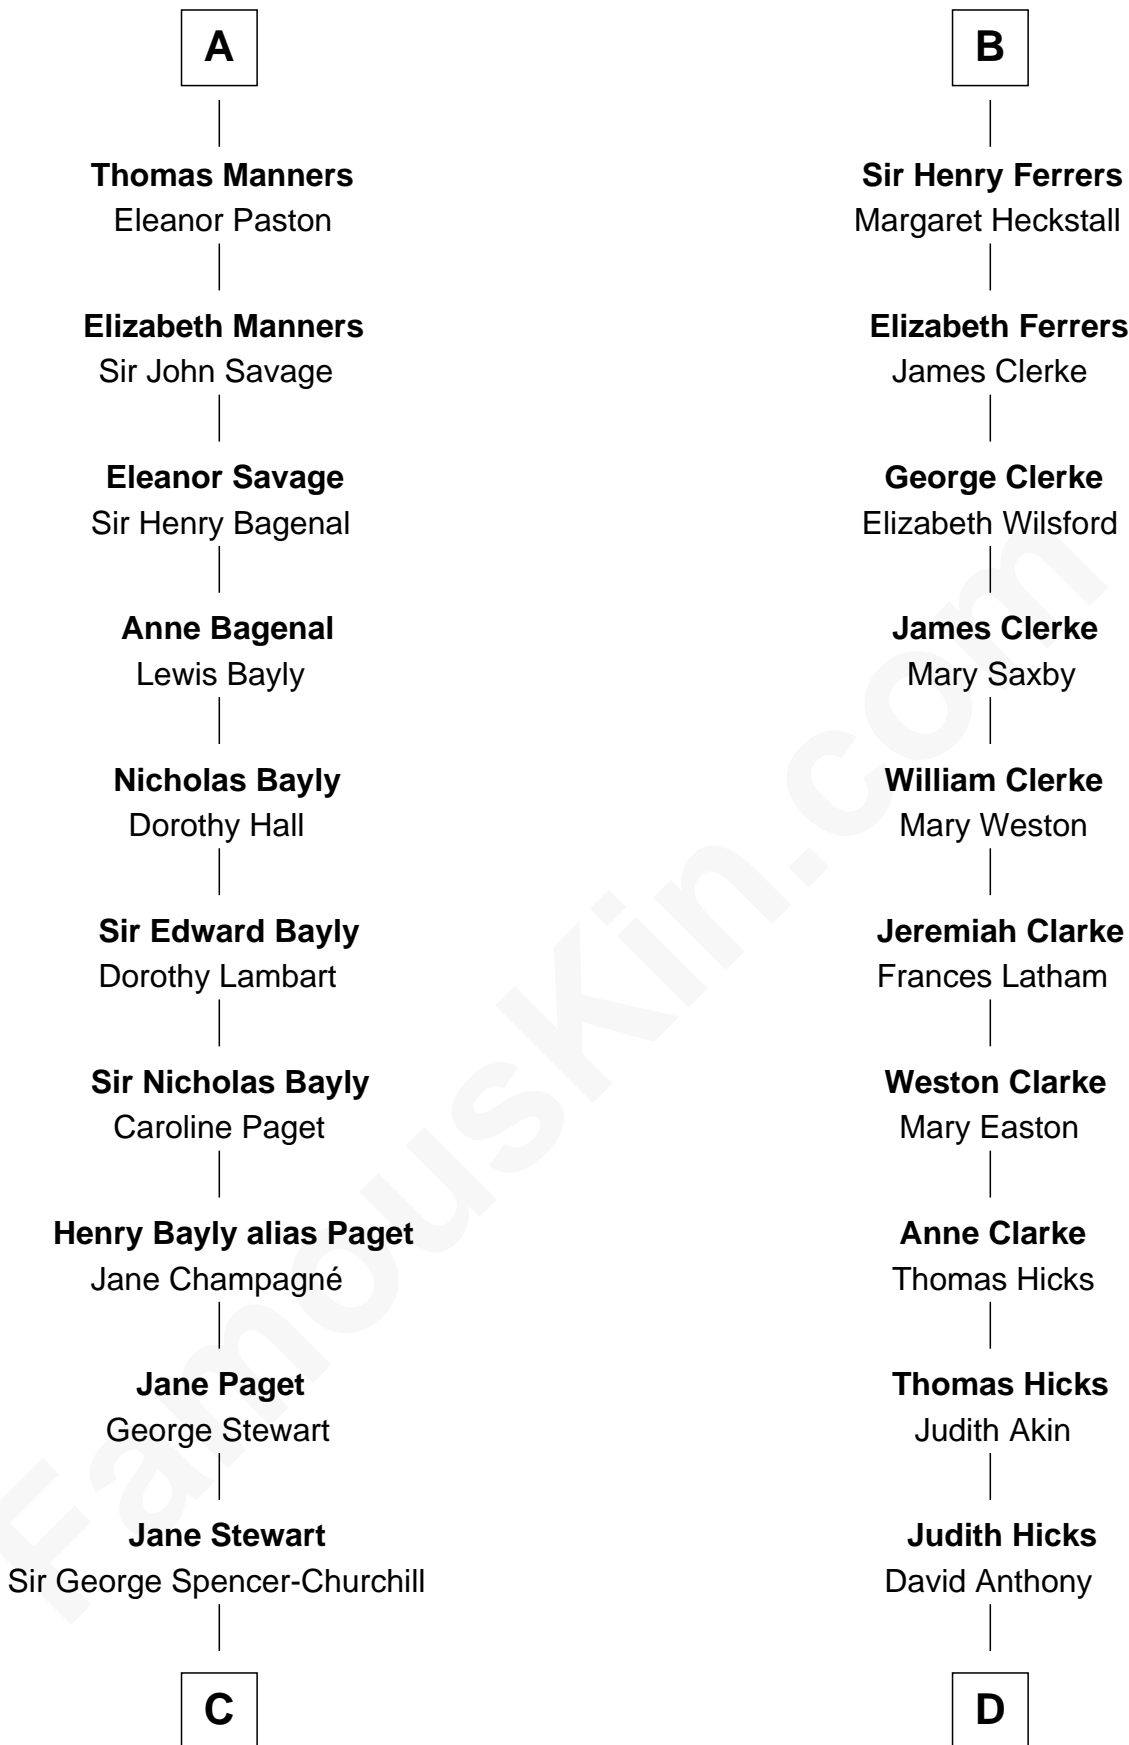 A
Thomas Manners
Eleanor Paston
Elizabeth Manners
Sir John Savage
Eleanor Savage
Sir Henry Bagenal
Anne Bagenal
Lewis Bayly
Nicholas Bayly
Dorothy Hall
Sir Edward Bayly
Dorothy Lambart
Sir Nicholas Bayly
Caroline Paget
Henry Bayly alias Paget
Jane Champagné
Jane Paget
George Stewart
Jane Stewart
Sir George Spencer-Churchill
C
B
Sir Henry Ferrers
Margaret Heckstall
Elizabeth Ferrers
James Clerke
George Clerke
Elizabeth Wilsford
James Clerke
Mary Saxby
William Clerke
Mary Weston
Jeremiah Clarke
Frances Latham
Weston Clarke
Mary Easton
Anne Clarke
Thomas Hicks
Thomas Hicks
Judith Akin
Judith Hicks
David Anthony
D
FamousKin.com